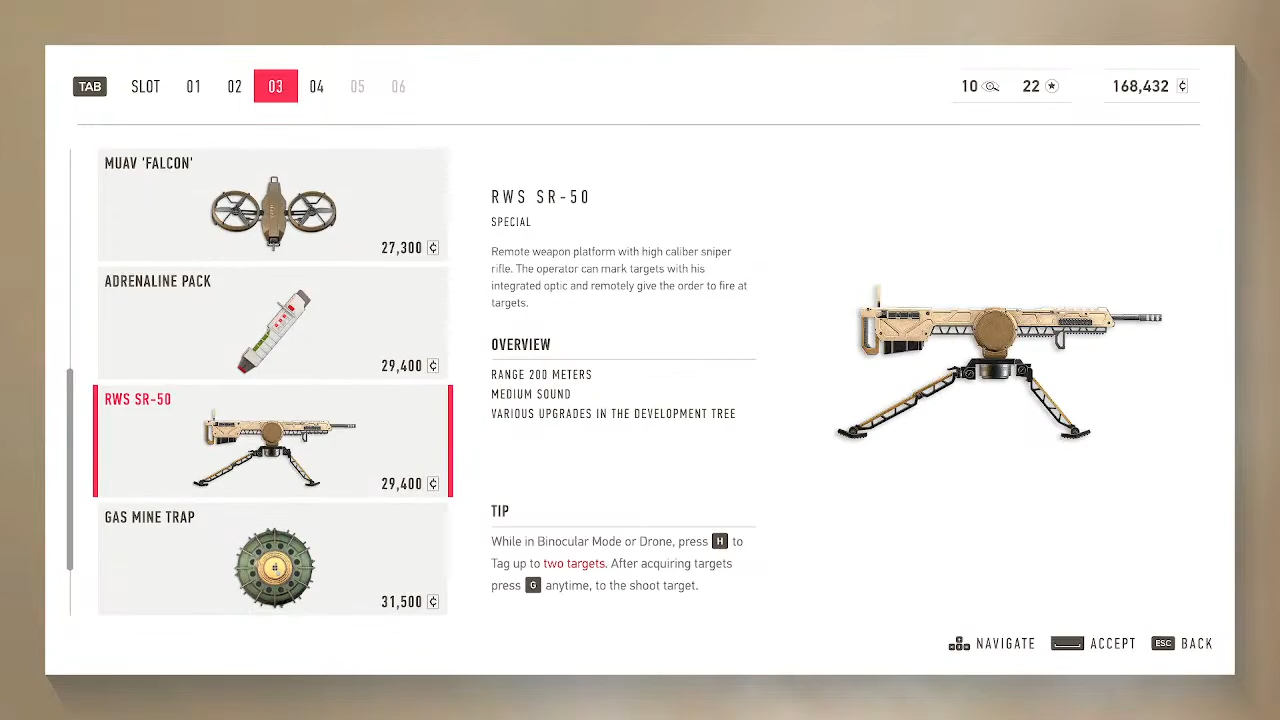 TAB SLOT 01 02 03 04 05 06 10 22 168,432
MUAV 'FALCON'
27,300
ADRENALINE PACK
29,400
RWS SR-50
29,400
GAS MINE TRAP
31,500
RWS SR-50
SPECIAL
Remote weapon platform with high caliber sniper
rifle. The operator can mark targets with his
integrated optic and remotely give the order to fire at
targets.
OVERVIEW
RANGE 200 METERS
MEDIUM SOUND
VARIOUS UPGRADES IN THE DEVELOPMENT TREE
TIP
While in Binocular Mode or Drone, press H to
Tag up to two targets. After acquiring targets
press G anytime, to the shoot target.
NAVIGATE ACCEPT ESC BACK